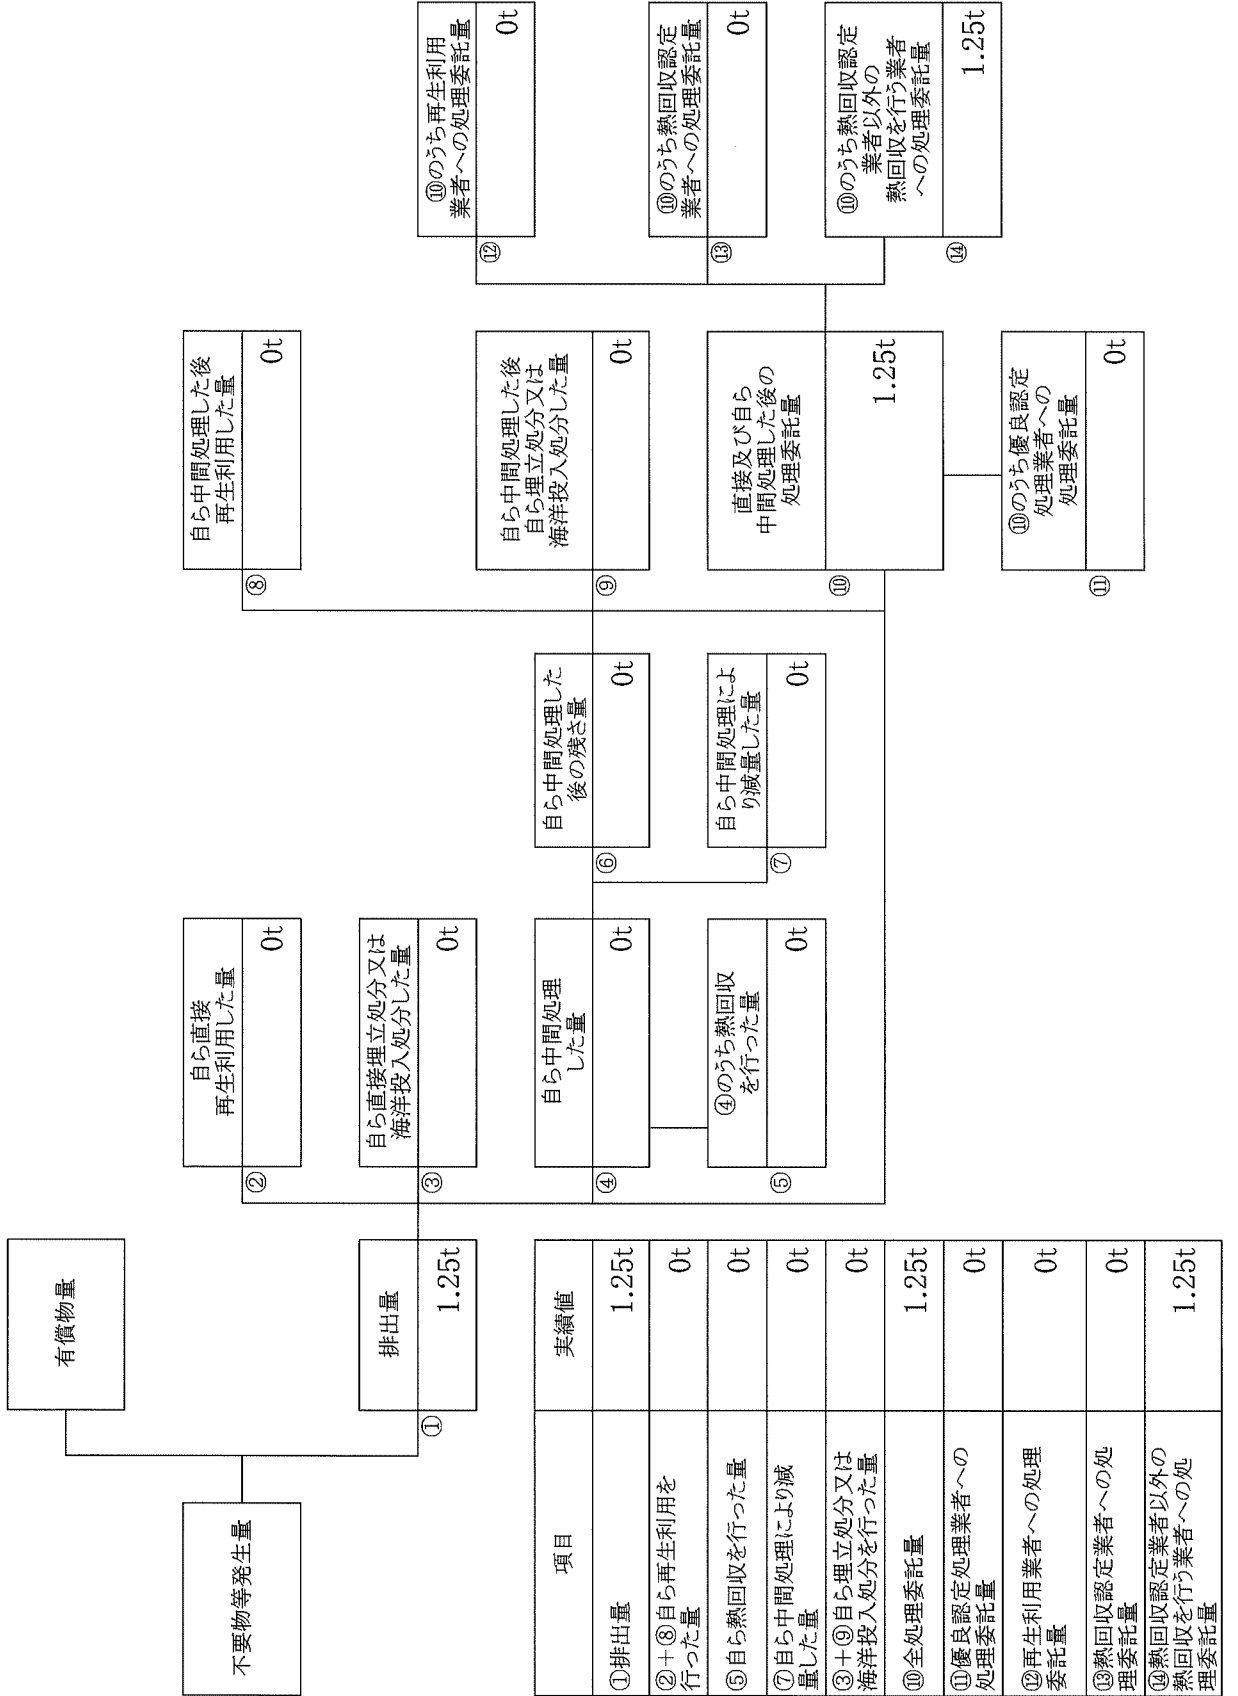 不要物等発生量
有償物量
①
排出量
1.25t
②
自ら直接
再生利用した量
0t
③
自ら直接埋立処分又は
海洋投入処分した量
0t
④
自ら中間処理
した量
0t
⑤
④のうち熱回収
を行った量
0t
⑥
自ら中間処理した
後の残さ量
0t
⑦
自ら中間処理によ
り減量した量
0t
⑧
自ら中間処理した後
再生利用した量
0t
⑨
自ら中間処理した後
自ら埋立処分又は
海洋投入処分した量
0t
⑩
直接及び自ら
中間処理した後の
処理委託量
1.25t
⑪
⑩のうち優良認定
処理業者への
処理委託量
0t
⑫
⑩のうち再生利用
業者への処理委託量
0t
⑬
⑩のうち熱回収認定
業者への処理委託量
0t
⑭
⑩のうち熱回収認定
業者以外の
熱回収を行う業者
への処理委託量
1.25t
項目
実績値
①排出量
1.25t
②＋⑧自ら再生利用を
行った量
0t
⑤自ら熱回収を行った量
0t
⑦自ら中間処理により減
量した量
0t
③＋⑨自ら埋立処分又は
海洋投入処分を行った量
0t
⑩全処理委託量
1.25t
⑪優良認定処理業者への
処理委託量
0t
⑫再生利用業者への処理
委託量
0t
⑬熱回収認定業者への処
理委託量
0t
⑭熱回収認定業者以外の
熱回収を行う業者への処
理委託量
1.25t